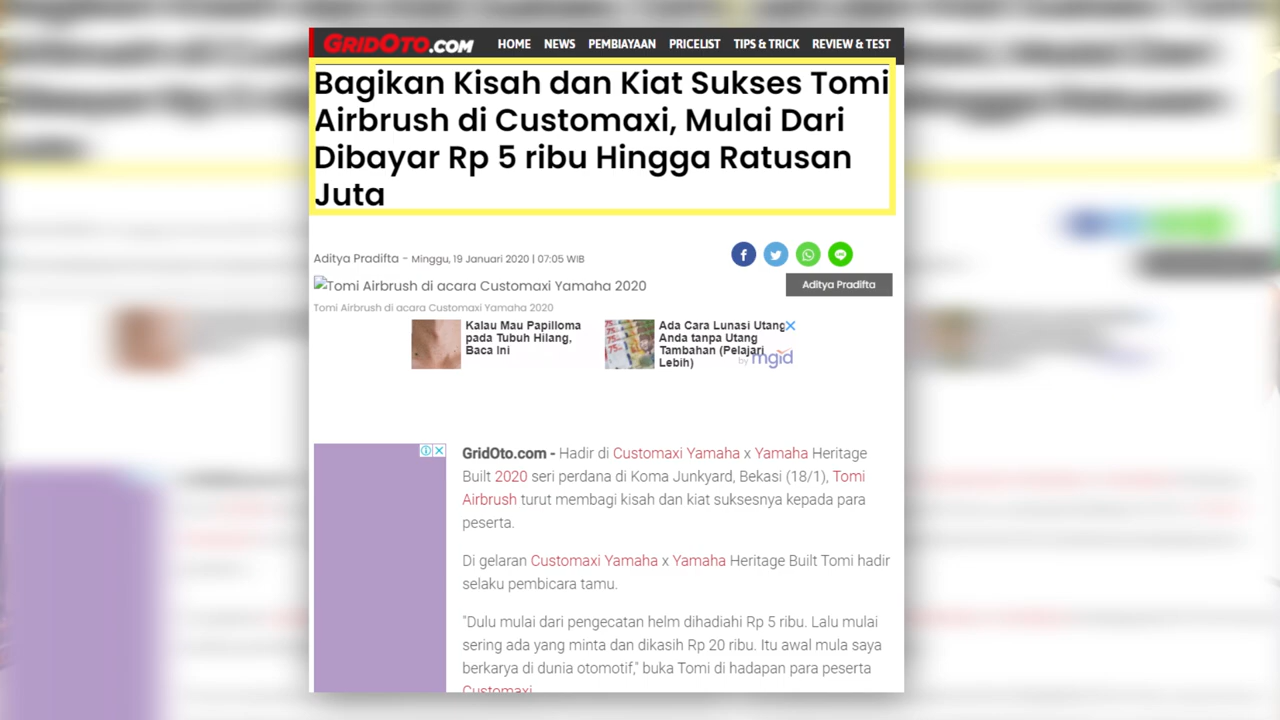 GRIDOTO.COM HOME NEWS PEMBIAYAAN PRICELIST TIPS & TRICK REVIEW & TEST
Bagikan Kisah dan Kiat Sukses Tomi
Airbrush di Customaxi, Mulai Dari
Dibayar Rp 5 ribu Hingga Ratusan
Juta
Aditya Pradifta - Minggu, 19 Januari 2020 | 07:05 WIB
Tomi Airbrush di acara Customaxi Yamaha 2020
Aditya Pradifta
Tomi Airbrush di acara Customaxi Yamaha 2020
Kalau Mau Papilloma
pada Tubuh Hilang,
Baca Ini
Ada Cara Lunasi Utang
Anda tanpa Utang
Tambahan (Pelajari
Lebih)
by mgid
GridOto.com - Hadir di Customaxi Yamaha x Yamaha Heritage
Built 2020 seri perdana di Koma Junkyard, Bekasi (18/1), Tomi
Airbrush turut membagi kisah dan kiat suksesnya kepada para
peserta.
Di gelaran Customaxi Yamaha x Yamaha Heritage Built Tomi hadir
selaku pembicara tamu.
"Dulu mulai dari pengecatan helm dihadiahi Rp 5 ribu. Lalu mulai
sering ada yang minta dan dikasih Rp 20 ribu. Itu awal mula saya
berkarya di dunia otomotif," buka Tomi di hadapan para peserta
Customaxi.